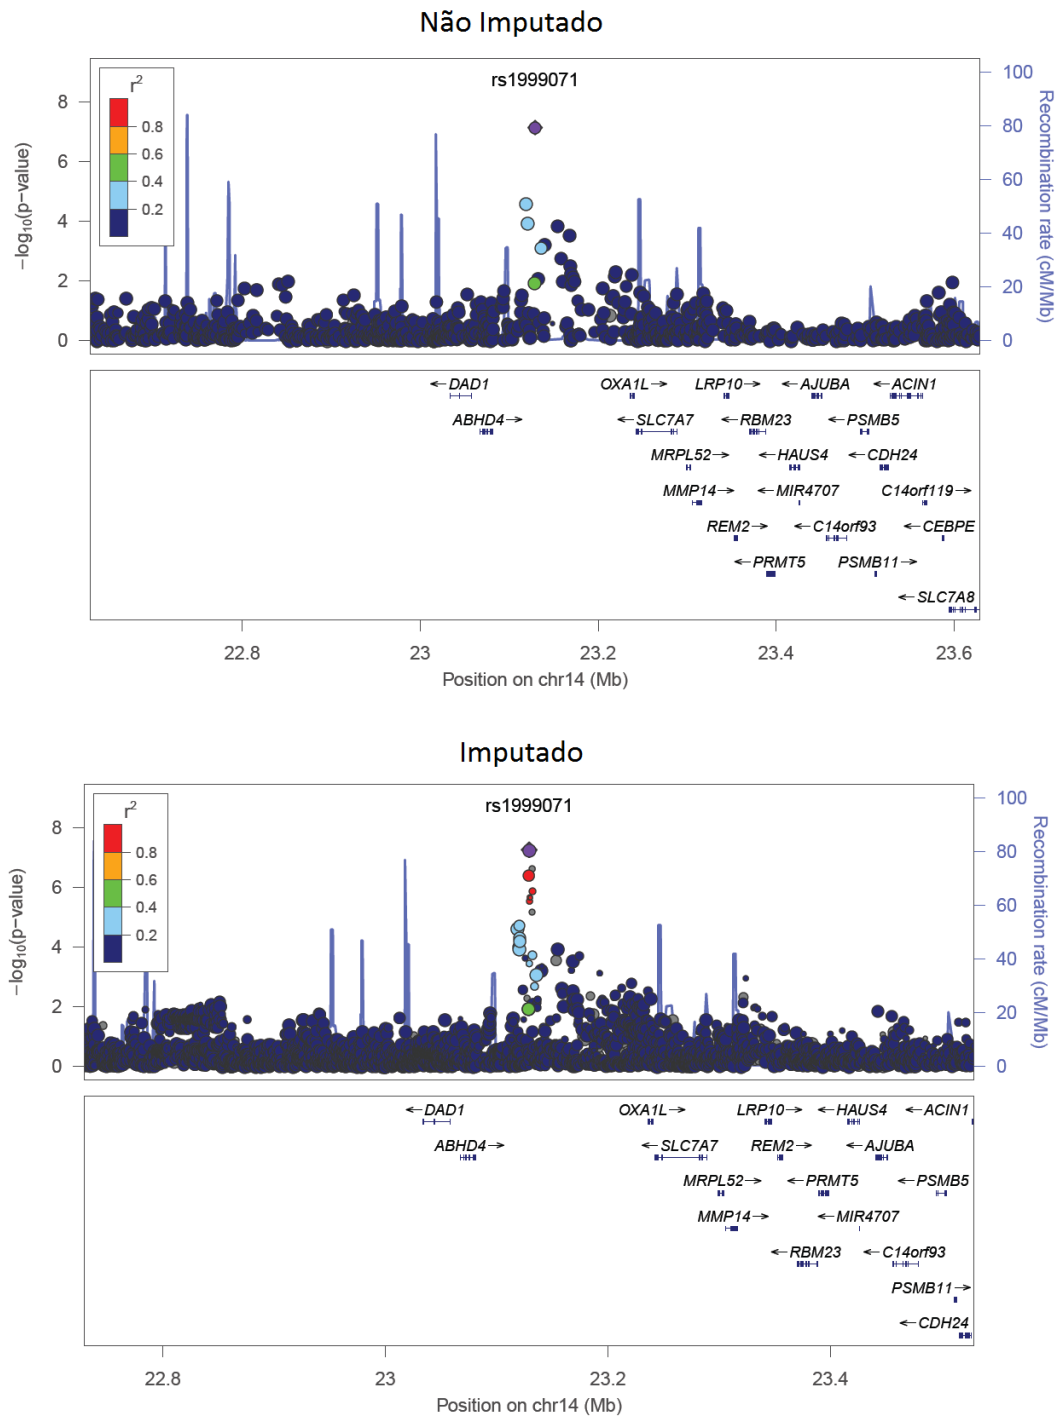 Não Imputado
rs1999071
r²
0.8
0.6
0.4
0.2
8
6
4
2
0
−log₁₀(p−value)
100
80
60
40
20
0
Recombination rate (cM/Mb)
←DAD1 OXA1L→ LRP10→ ←AJUBA ←ACIN1
ABHD4→ ←SLC7A7 ←RBM23 ←PSMB5
MRPL52→ ←HAUS4 ←CDH24
MMP14→ ←MIR4707 C14orf119→
REM2→ ←C14orf93 ←CEBPE
←PRMT5 PSMB11→
←SLC7A8
22.8 23 23.2 23.4 23.6
Position on chr14 (Mb)
Imputado
rs1999071
r²
0.8
0.6
0.4
0.2
8
6
4
2
0
−log₁₀(p−value)
100
80
60
40
20
0
Recombination rate (cM/Mb)
←DAD1 OXA1L→ LRP10→ ←HAUS4 ←ACIN1
ABHD4→ ←SLC7A7 REM2→ ←AJUBA
MRPL52→ ←PRMT5 ←PSMB5
MMP14→ ←MIR4707
←RBM23 ←C14orf93
PSMB11→
←CDH24
22.8 23 23.2 23.4
Position on chr14 (Mb)